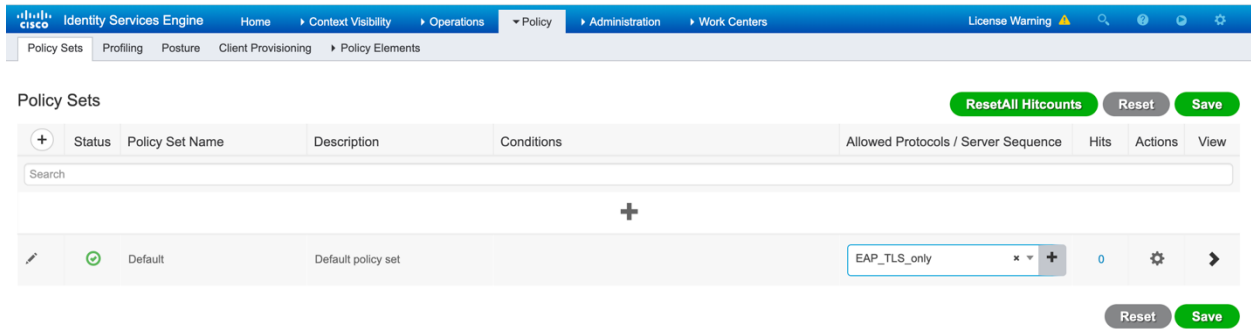 cisco Identity Services Engine Home Context Visibility Operations Policy Administration Work Centers License Warning
Policy Sets Profiling Posture Client Provisioning Policy Elements
Policy Sets
ResetAll Hitcounts Reset Save
+ Status Policy Set Name Description Conditions Allowed Protocols / Server Sequence Hits Actions View
Search
Default Default policy set EAP_TLS_only 0
Reset Save